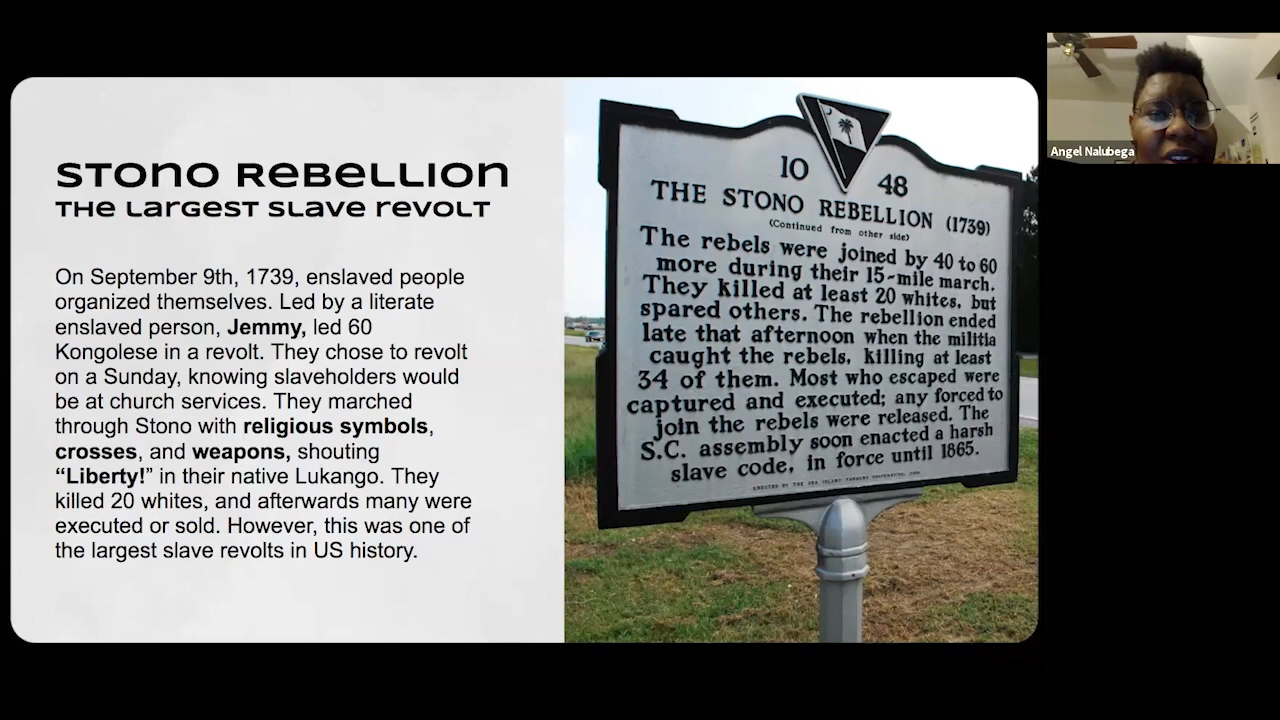 STONO REBELLION
THE LARGEST SLAVE REVOLT
On September 9th, 1739, enslaved people
organized themselves. Led by a literate
enslaved person, Jemmy, led 60
Kongolese in a revolt. They chose to revolt
on a Sunday, knowing slaveholders would
be at church services. They marched
through Stono with religious symbols,
crosses, and weapons, shouting
“Liberty!” in their native Lukango. They
killed 20 whites, and afterwards many were
executed or sold. However, this was one of
the largest slave revolts in US history.
10 48
THE STONO REBELLION (1739)
(Continued from other side)
The rebels were joined by 40 to 60
more during their 15-mile march.
They killed at least 20 whites, but
spared others. The rebellion ended
late that afternoon when the militia
caught the rebels, killing at least
34 of them. Most who escaped were
captured and executed; any forced to
join the rebels were released. The
S.C. assembly soon enacted a harsh
slave code, in force until 1865.
ERECTED BY THE SEA ISLAND FARMERS COOPERATIVE, 2006
Angel Nalubega